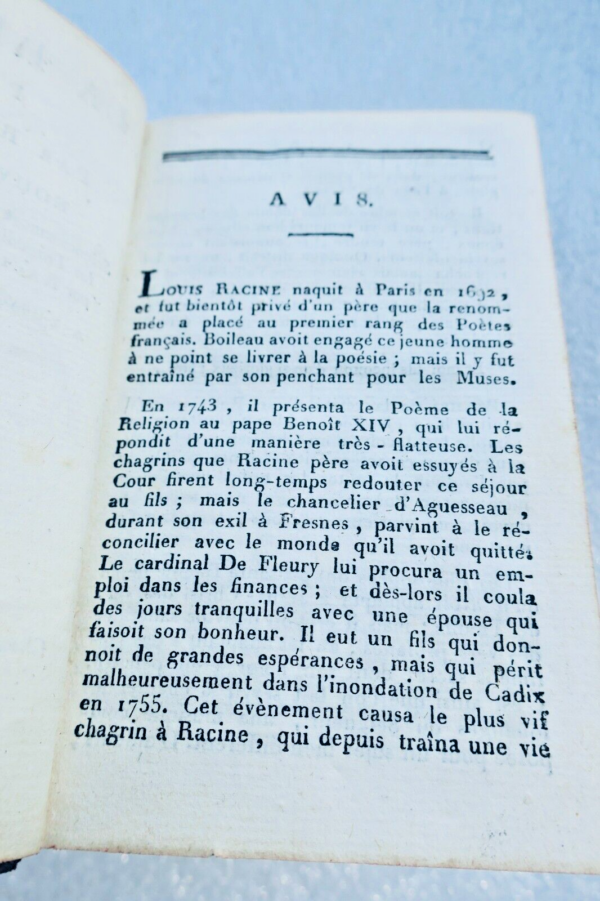 AVIS.
LOUIS RACINE naquit à Paris en 1692,
et fut bientôt privé d'un père que la renom-
mée a placé au premier rang des Poètes
français. Boileau avoit engagé ce jeune homme
à ne point se livrer à la poésie ; mais il y fut
entraîné par son penchant pour les Muses.
En 1743, il présenta le Poème de la
Religion au pape Benoît XIV, qui lui ré-
pondit d'une manière très-flatteuse. Les
chagrins que Racine père avoit essuyés à la
Cour firent long-temps redouter ce séjour
au fils ; mais le chancelier d'Aguesseau,
durant son exil à Fresnes, parvint à le ré-
concilier avec le monde qu'il avoit quitté.
Le cardinal De Fleury lui procura un em-
ploi dans les finances ; et dès-lors il coula
des jours tranquilles avec une épouse qui
faisoit son bonheur. Il eut un fils qui don-
noit de grandes espérances, mais qui périt
malheureusement dans l'inondation de Cadix
en 1755. Cet évènement causa le plus vif
chagrin à Racine, qui depuis traîna une vie